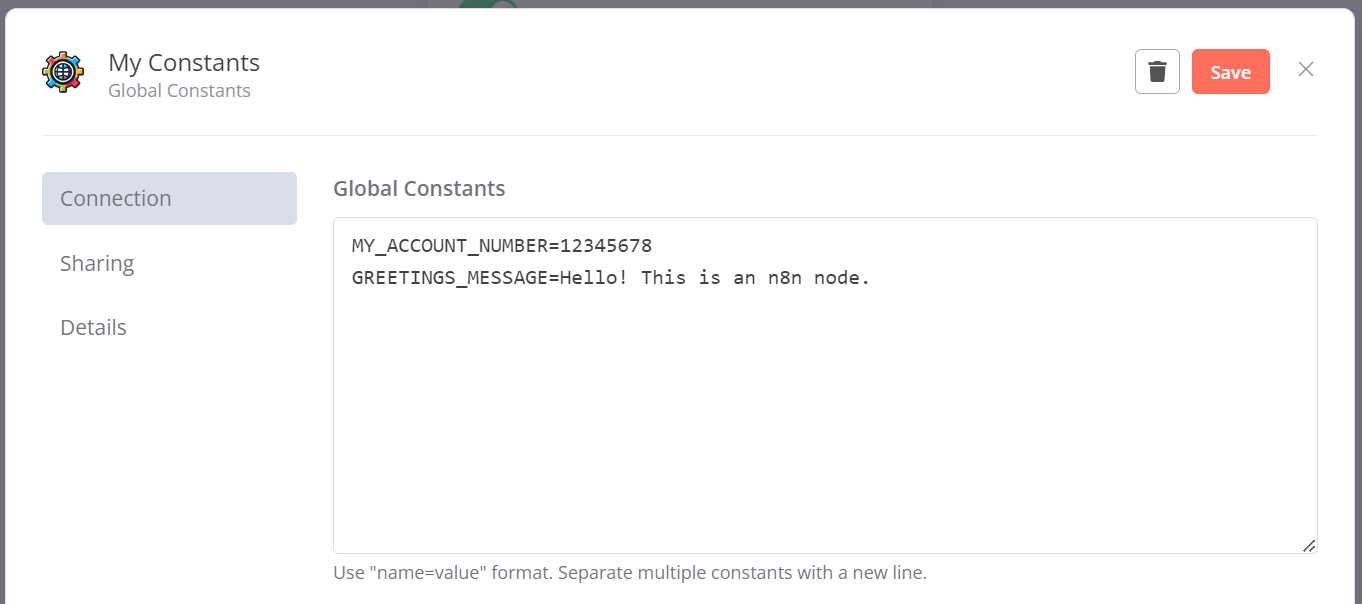 My Constants
Global Constants
Save
Connection
Sharing
Details
Global Constants
MY_ACCOUNT_NUMBER=12345678
GREETINGS_MESSAGE=Hello! This is an n8n node.
Use "name=value" format. Separate multiple constants with a new line.